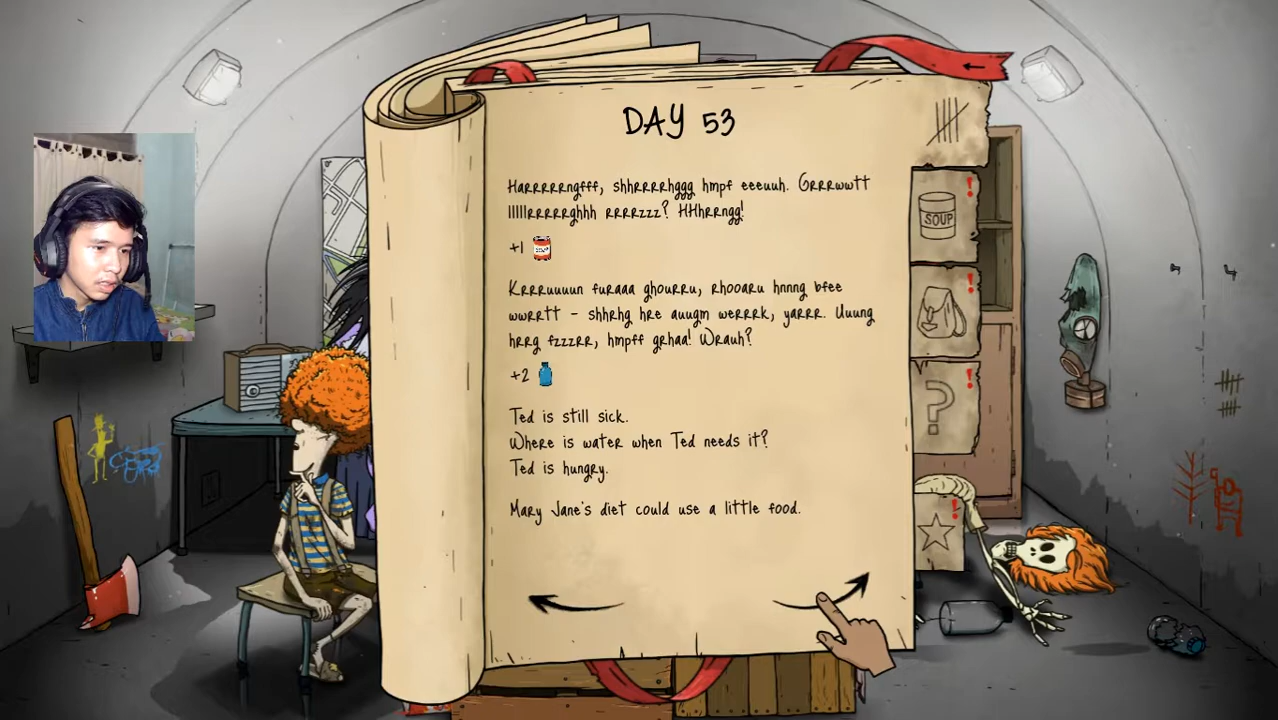 DAY 53
Harrrrrngfff, shhrrrrhggg hmpf eeeuuh. Grrrwwtt
lllllrrrrrghhh rrrrzzz? HHhrrngg!
+1
Krrruuuun furaaa ghourru, rhooaru hnnng bfee
wwrrtt - shhrhg hre auugm werrrk, yarrr. Uuung
hrrg fzzzrr, hmpff grhaa! Wrauh?
+2
Ted is still sick.
Where is water when Ted needs it?
Ted is hungry.
Mary Jane's diet could use a little food.
!
SOUP
!
!
?
!